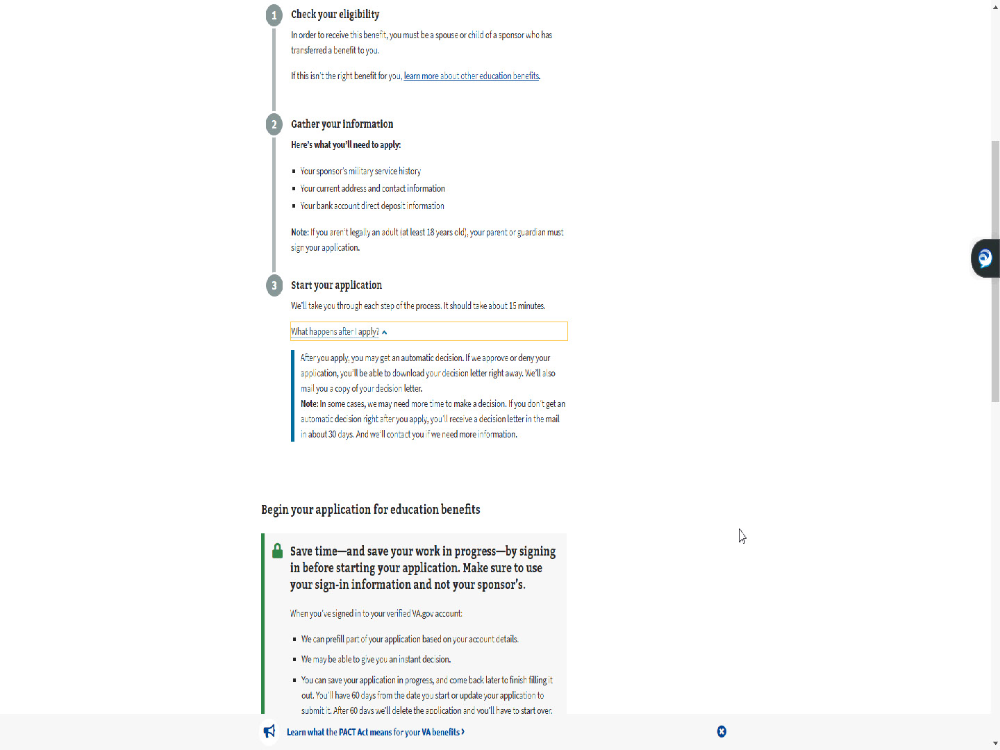 1 Check your eligibility
In order to receive this benefit, you must be a spouse or child of a sponsor who has
transferred a benefit to you.
If this isn’t the right benefit for you, learn more about other education benefits.
2 Gather your information
Here’s what you’ll need to apply:
▪ Your sponsor’s military service history
▪ Your current address and contact information
▪ Your bank account direct deposit information
Note: If you aren’t legally an adult (at least 18 years old), your parent or guardian must
sign your application.
3 Start your application
We’ll take you through each step of the process. It should take about 15 minutes.
What happens after I apply?
After you apply, you may get an automatic decision. If we approve or deny your
application, you’ll be able to download your decision letter right away. We’ll also
mail you a copy of your decision letter.
Note: In some cases, we may need more time to make a decision. If you don’t get an
automatic decision right after you apply, you’ll receive a decision letter in the mail
in about 30 days. And we’ll contact you if we need more information.
Begin your application for education benefits
Save time—and save your work in progress—by signing
in before starting your application. Make sure to use
your sign-in information and not your sponsor’s.
When you’ve signed in to your verified VA.gov account:
▪ We can prefill part of your application based on your account details.
▪ We may be able to give you an instant decision.
▪ You can save your application in progress, and come back later to finish filling it
out. You’ll have 60 days from the date you start or update your application to
submit it. After 60 days we’ll delete the application and you’ll have to start over.
Learn what the PACT Act means for your VA benefits